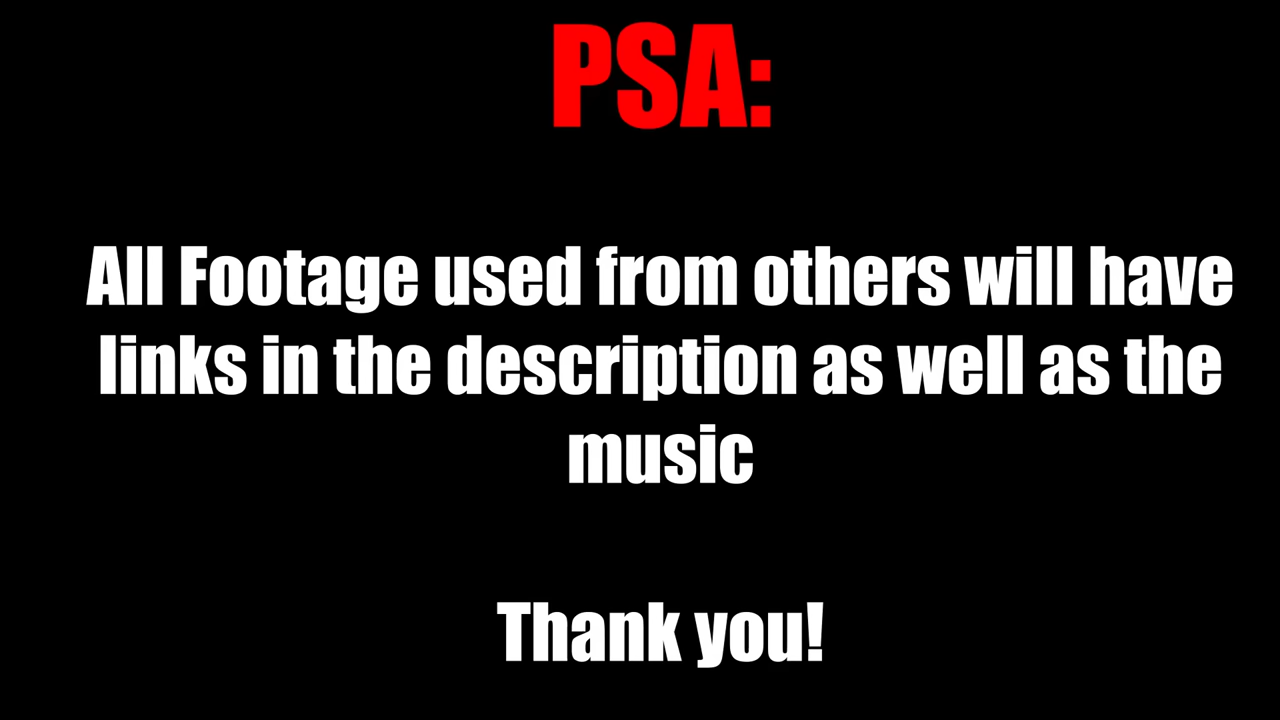 PSA:
All Footage used from others will have
links in the description as well as the
music
Thank you!